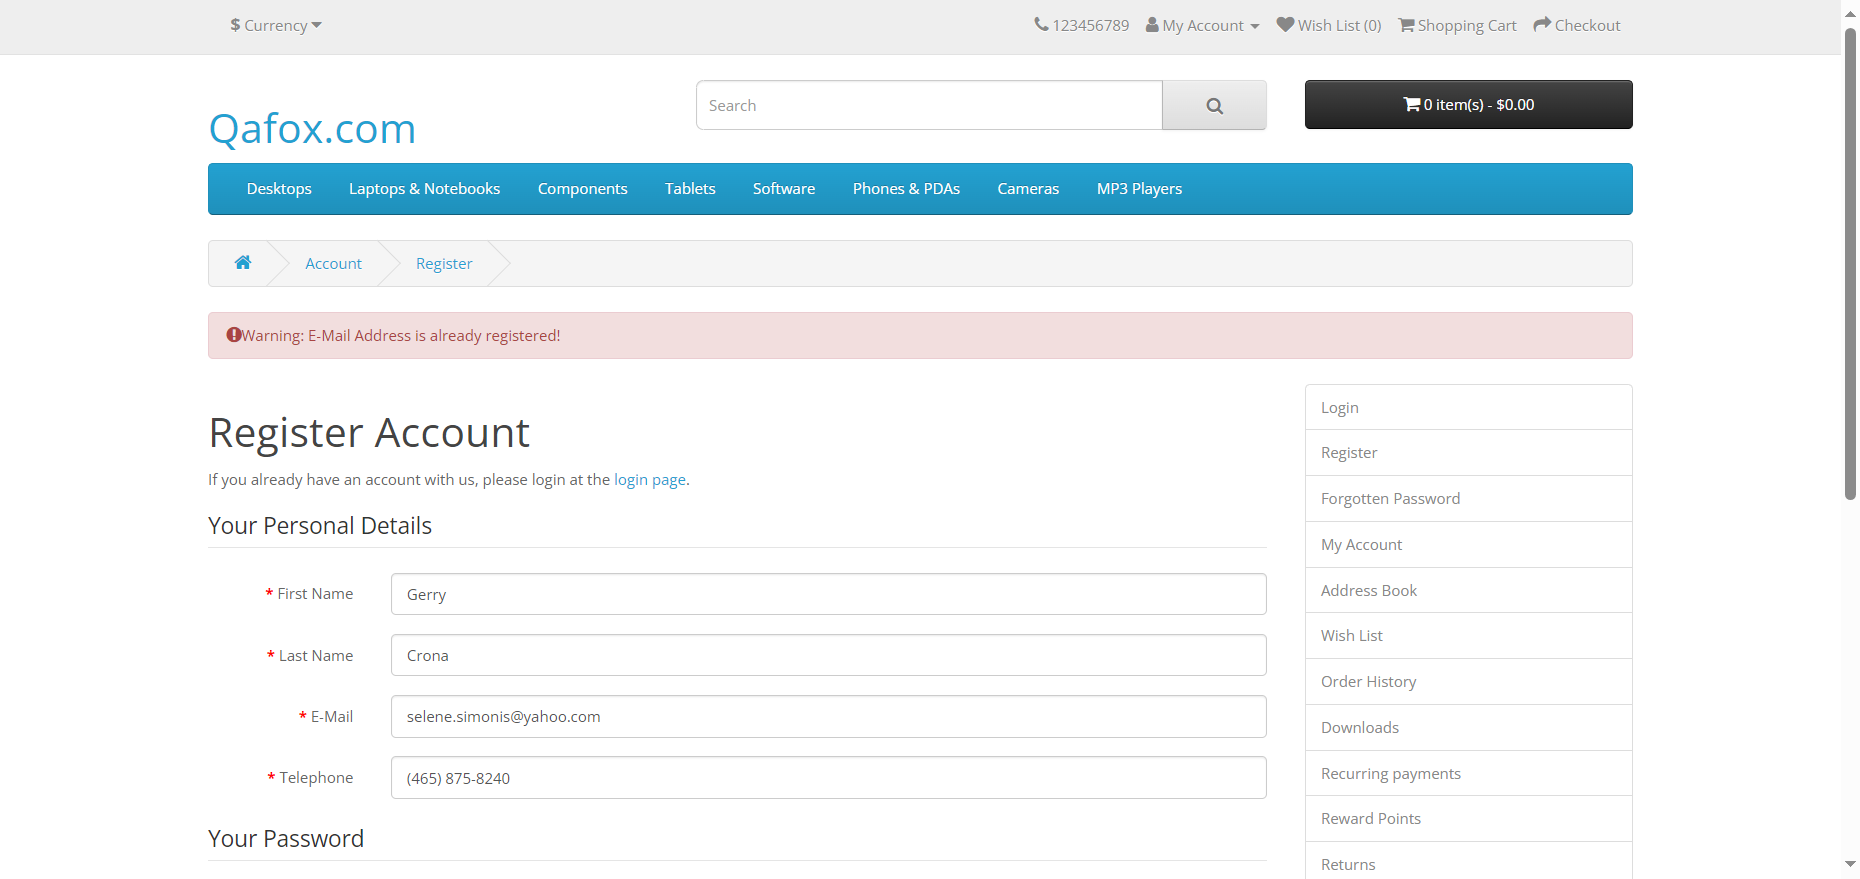 $ Currency
123456789 My Account Wish List (0) Shopping Cart Checkout
Qafox.com
Search
0 item(s) - $0.00
Desktops Laptops & Notebooks Components Tablets Software Phones & PDAs Cameras MP3 Players
Account Register
Warning: E-Mail Address is already registered!
Register Account
If you already have an account with us, please login at the login page.
Your Personal Details
* First Name Gerry
* Last Name Crona
* E-Mail selene.simonis@yahoo.com
* Telephone (465) 875-8240
Your Password
Login
Register
Forgotten Password
My Account
Address Book
Wish List
Order History
Downloads
Recurring payments
Reward Points
Returns